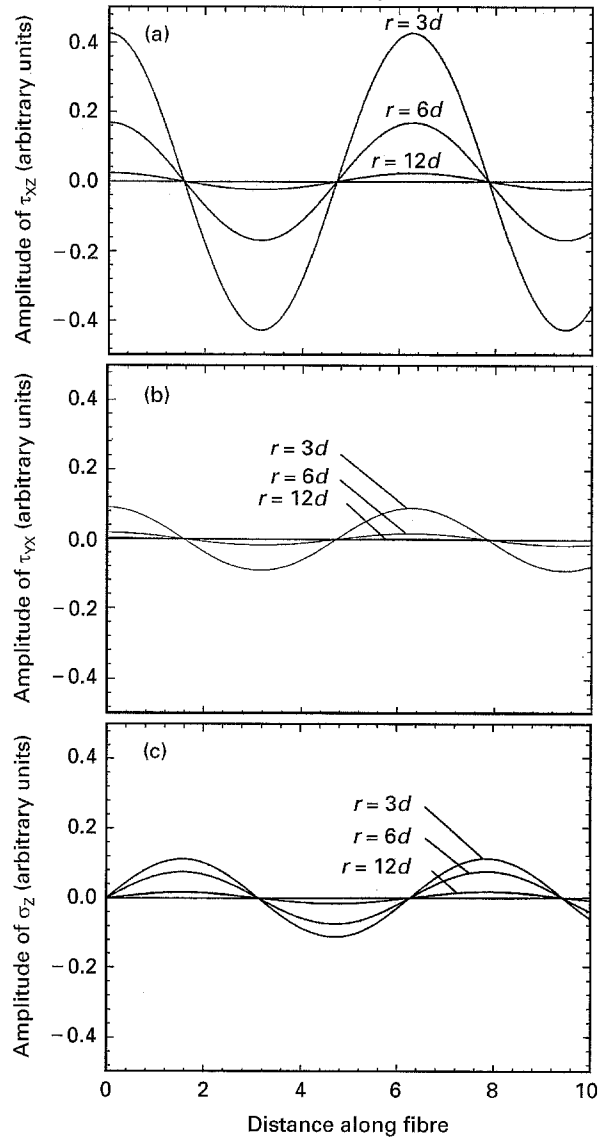 (a)
r = 3d
r = 6d
r = 12d
0.4
0.2
0.0
−0.2
−0.4
Amplitude of τXZ (arbitrary units)
(b)
r = 3d
r = 6d
r = 12d
0.4
0.2
0.0
−0.2
−0.4
Amplitude of τYX (arbitrary units)
(c)
r = 3d
r = 6d
r = 12d
0.4
0.2
0.0
−0.2
−0.4
Amplitude of σZ (arbitrary units)
0 2 4 6 8 10
Distance along fibre